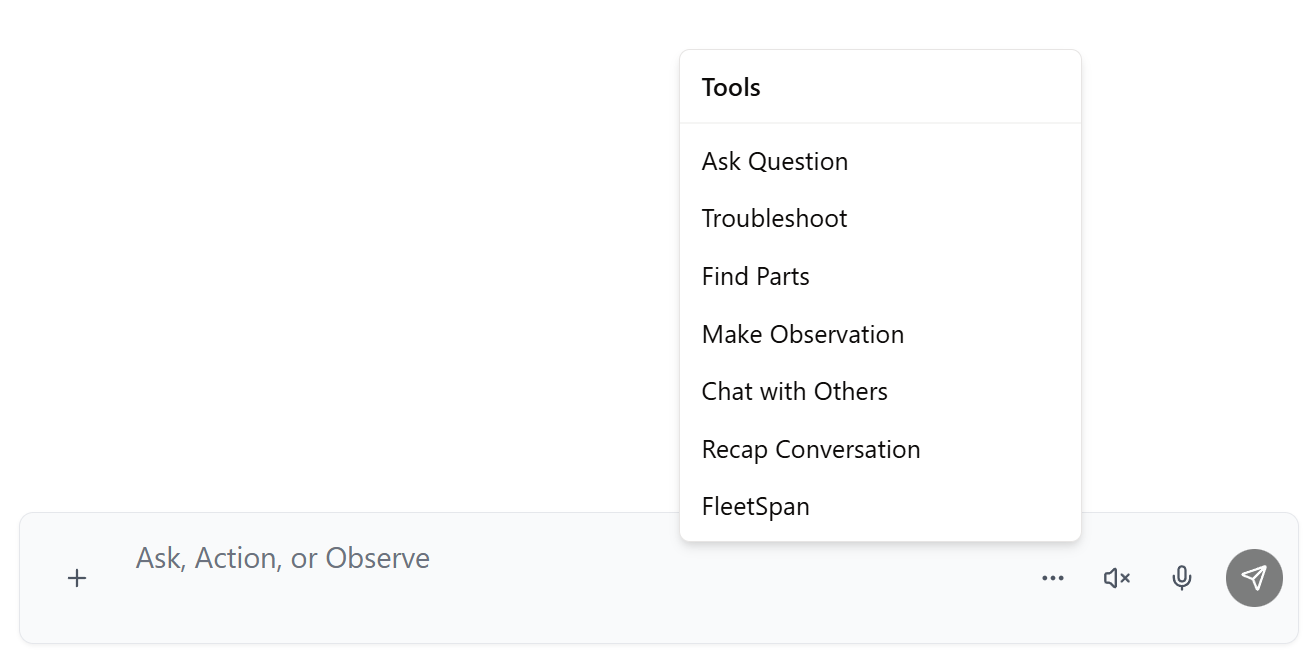 Tools
Ask Question
Troubleshoot
Find Parts
Make Observation
Chat with Others
Recap Conversation
FleetSpan
Ask, Action, or Observe